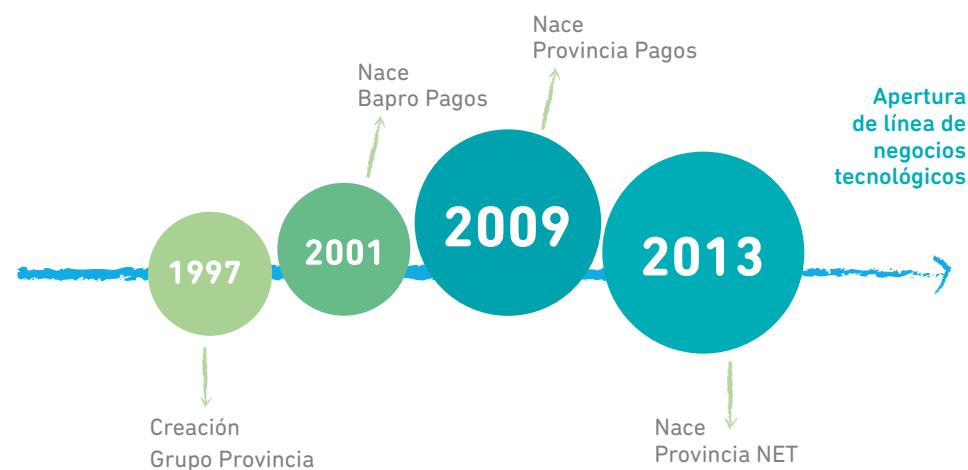 Nace
Provincia Pagos
Nace
Bapro Pagos
Apertura
de línea de
negocios
tecnológicos
1997
2001
2009
2013
Creación
Grupo Provincia
Nace
Provincia NET